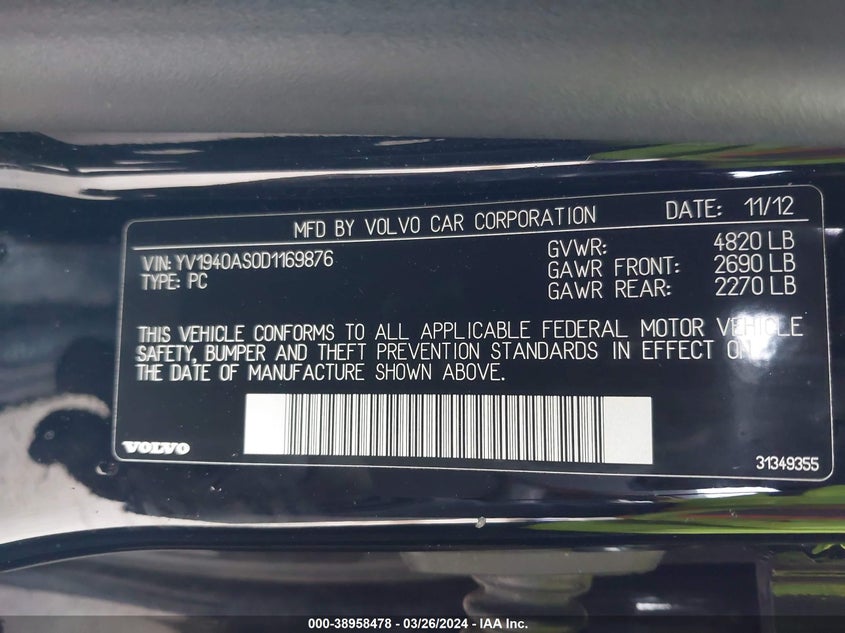 MFD BY VOLVO CAR CORPORATION DATE: 11/12
VIN: YV1940AS0D1169876 GVWR: 4820 LB
TYPE: PC GAWR FRONT: 2690 LB
GAWR REAR: 2270 LB
THIS VEHICLE CONFORMS TO ALL APPLICABLE FEDERAL MOTOR VEHICLE
SAFETY, BUMPER AND THEFT PREVENTION STANDARDS IN EFFECT ON
THE DATE OF MANUFACTURE SHOWN ABOVE.
VOLVO
31349355
000-38958478 - 03/26/2024 - IAA Inc.